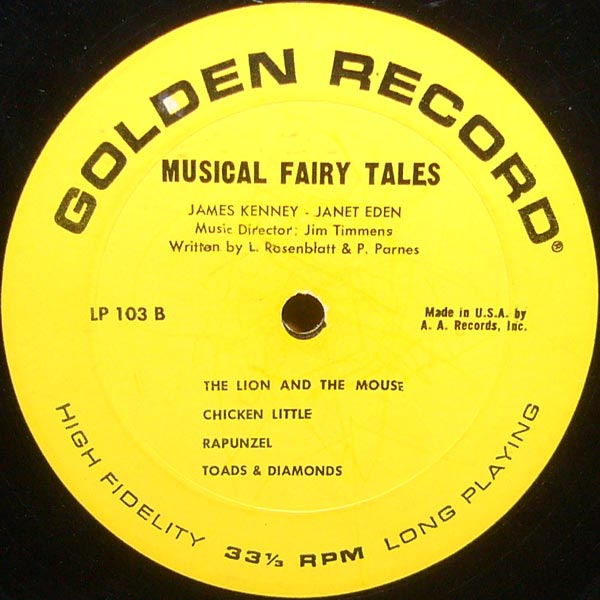 GOLDEN RECORD®
MUSICAL FAIRY TALES
JAMES KENNEY - JANET EDEN
Music Director: Jim Timmens
Written by L. Rosenblatt & P. Parnes
LP 103 B
Made in U.S.A. by
A. A. Records, Inc.
THE LION AND THE MOUSE
CHICKEN LITTLE
RAPUNZEL
TOADS & DIAMONDS
HIGH FIDELITY 33⅓ RPM LONG PLAYING